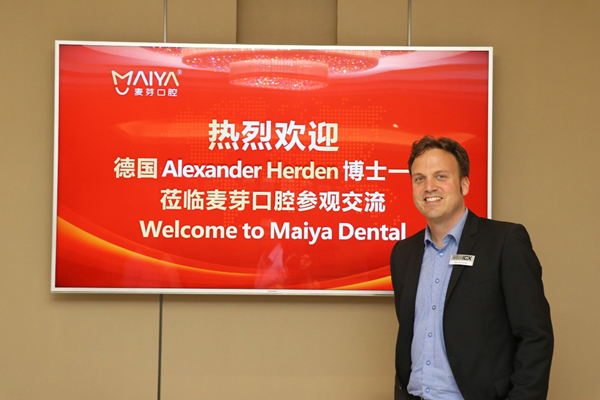 MAIYA®
麦芽口腔
热烈欢迎
德国 Alexander Herden 博士一
莅临麦芽口腔参观交流
Welcome to Maiya Dental
ICX